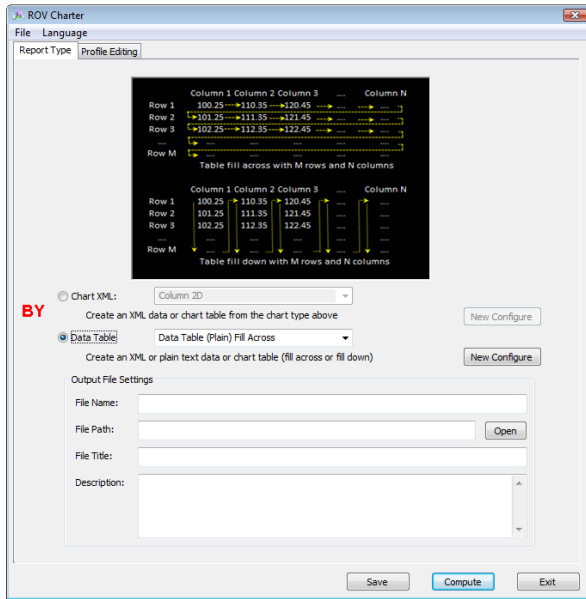 ROV Charter
File Language
Report Type Profile Editing
Column 1 Column 2 Column 3 .... Column N
Row 1 100.25 110.35 120.45 .... ....
Row 2 101.25 111.35 121.45 .... ....
Row 3 102.25 112.35 122.45 .... ....
.... .... .... .... .... ....
Row M .... .... .... .... ....
Table fill across with M rows and N columns
Column 1 Column 2 Column 3 .... Column N
Row 1 100.25 110.35 120.45 .... ....
Row 2 101.25 111.35 121.45 .... ....
Row 3 102.25 112.35 122.45 .... ....
.... .... .... .... .... ....
Row M .... .... .... .... ....
Table fill down with M rows and N columns
BY
Chart XML: Column 2D
Create an XML data or chart table from the chart type above
New Configure
Data Table Data Table (Plain) Fill Across
Create an XML or plain text data or chart table (fill across or fill down)
New Configure
Output File Settings
File Name:
File Path: Open
File Title:
Description:
Save Compute Exit